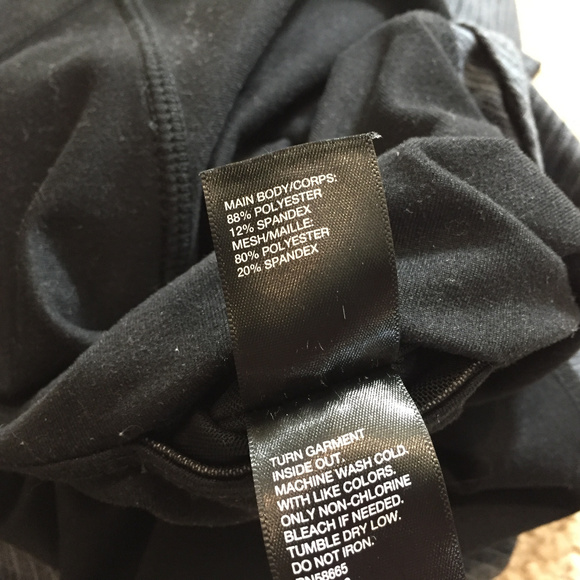 MAIN BODY/CORPS:
88% POLYESTER
12% SPANDEX
MESH/MAILLE:
80% POLYESTER
20% SPANDEX
TURN GARMENT
INSIDE OUT.
MACHINE WASH COLD.
WITH LIKE COLORS.
ONLY NON-CHLORINE
BLEACH IF NEEDED.
TUMBLE DRY LOW.
DO NOT IRON.
RN58665